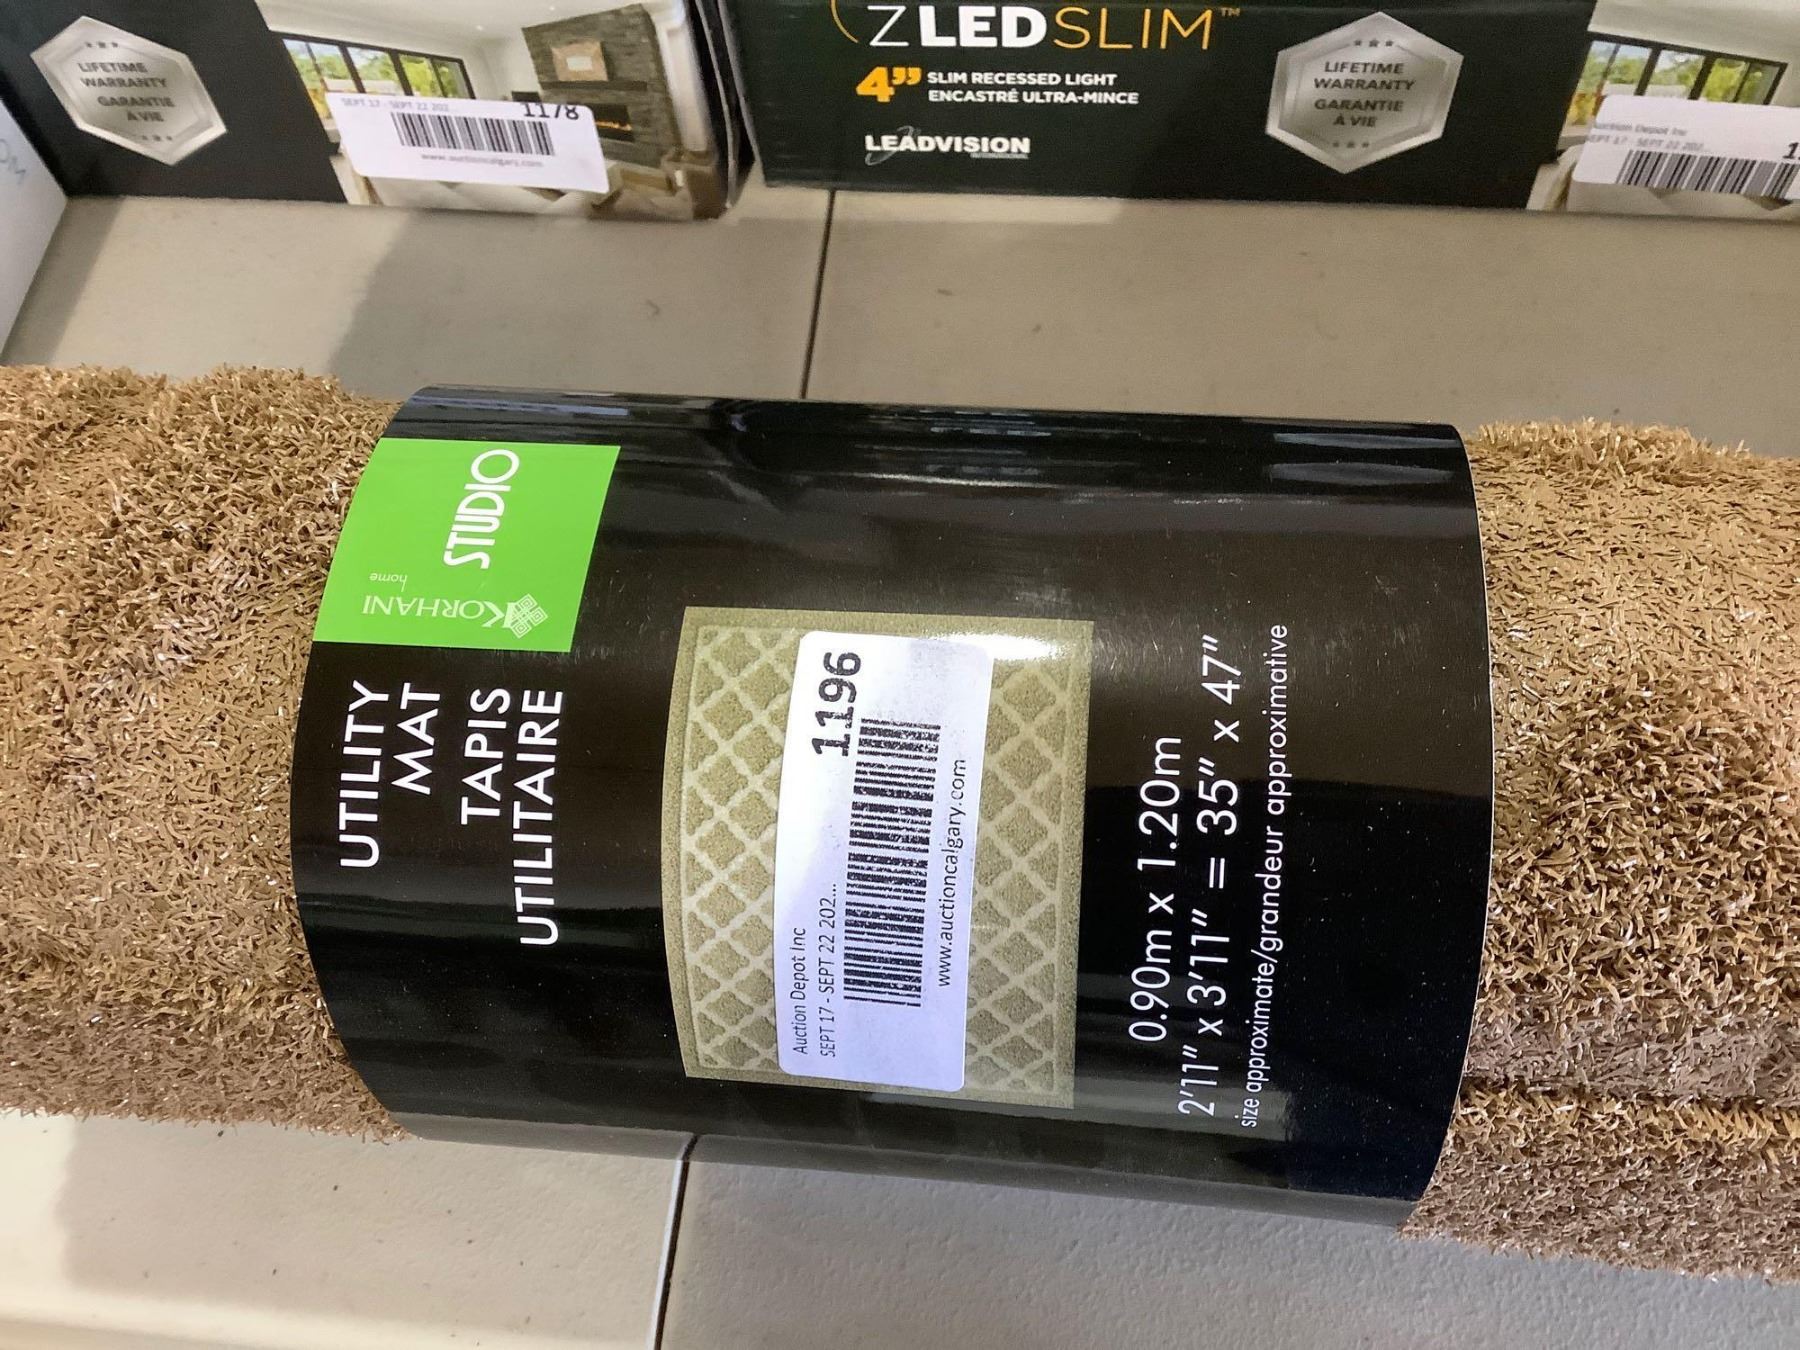 LIFETIME
WARRANTY
GARANTIE
À VIE
SEPT 17 - SEPT 22 202...
1178
www.auctioncalgary.com
ZLEDSLIM™
4” SLIM RECESSED LIGHT
ENCASTRÉ ULTRA-MINCE
LEADVISION
INTERNATIONAL
LIFETIME
WARRANTY
GARANTIE
À VIE
Auction Depot Inc
SEPT 17 - SEPT 22 202...
KORHANI
home
STUDIO
UTILITY
MAT
TAPIS
UTILITAIRE
Auction Depot Inc
SEPT 17 - SEPT 22 202...
1196
www.auctioncalgary.com
0.90m x 1.20m
2'11" x 3'11" = 35" x 47"
size approximate/grandeur approximative